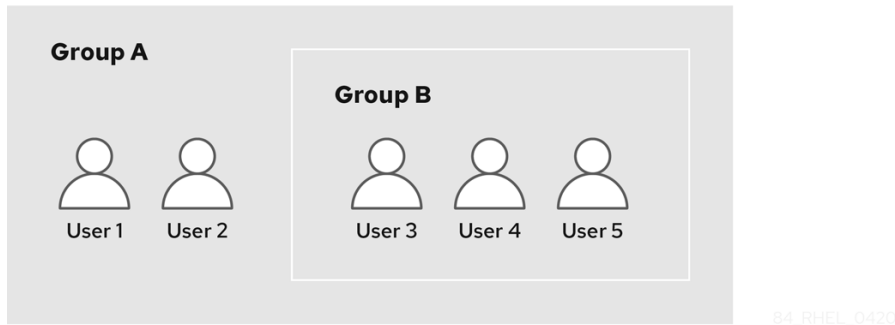 Group A
Group B
User 1
User 2
User 3
User 4
User 5
84_RHEL_0420